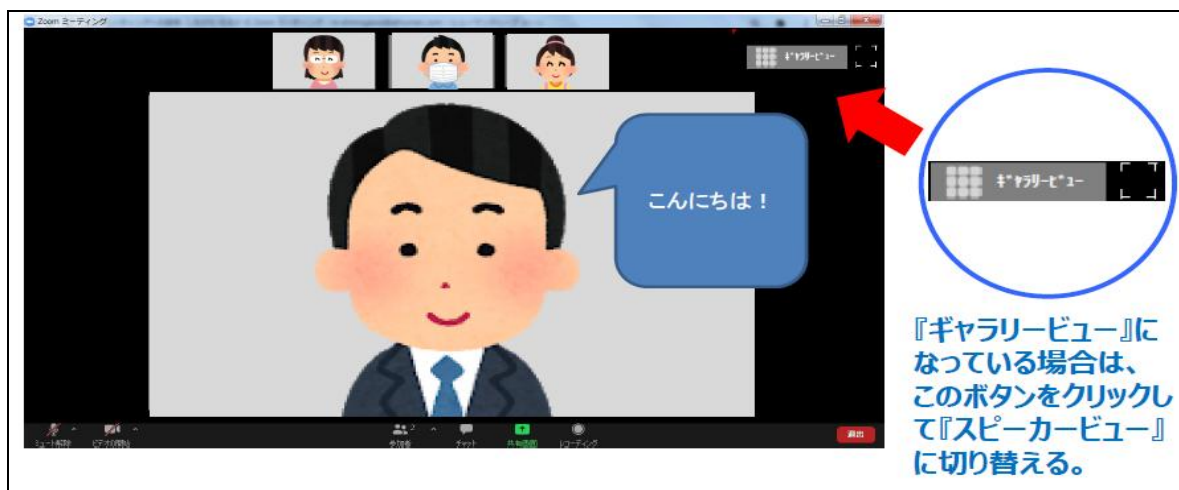 Zoom ミーティング
ギャラリービュー
こんにちは！
ギャラリービュー
『ギャラリービュー』に
なっている場合は、
このボタンをクリックし
て『スピーカービュー』
に切り替える。
ミュート解除 ビデオの開始 参加者 チャット 共有画面 レコーディング 退出